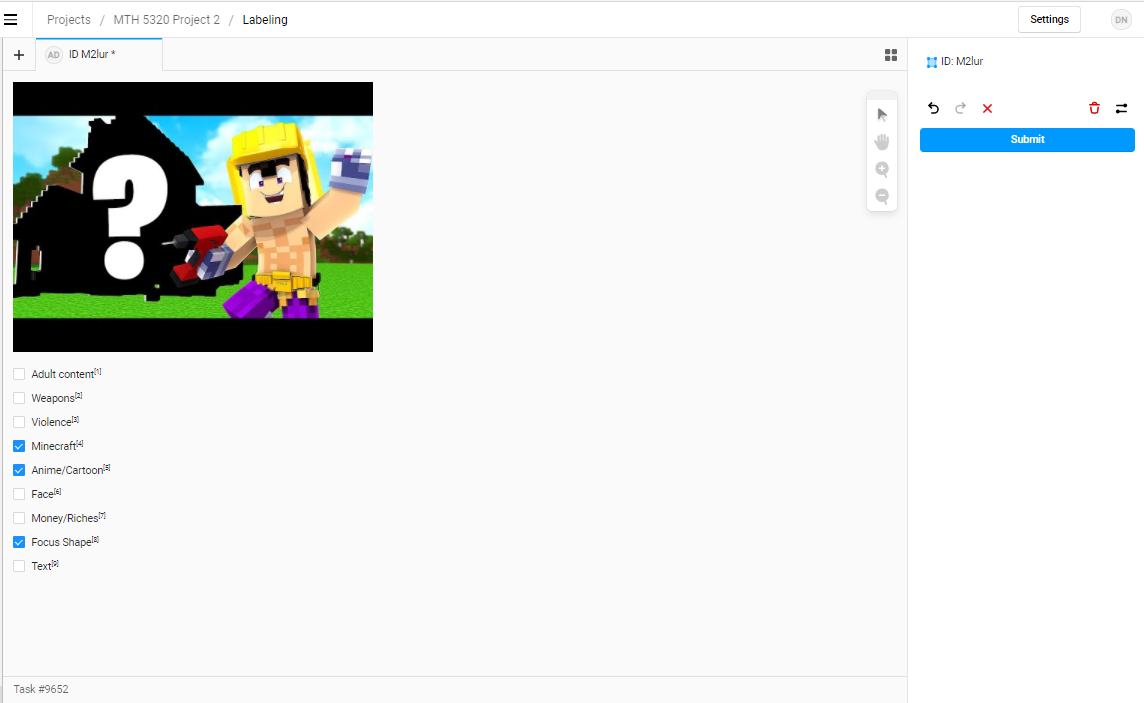 Projects / MTH 5320 Project 2 / Labeling
Settings
DN
+ AD ID M2lur *
ID: M2lur
Submit
?
Adult content[1]
Weapons[2]
Violence[3]
Minecraft[4]
Anime/Cartoon[5]
Face[6]
Money/Riches[7]
Focus Shape[8]
Text[9]
Task #9652